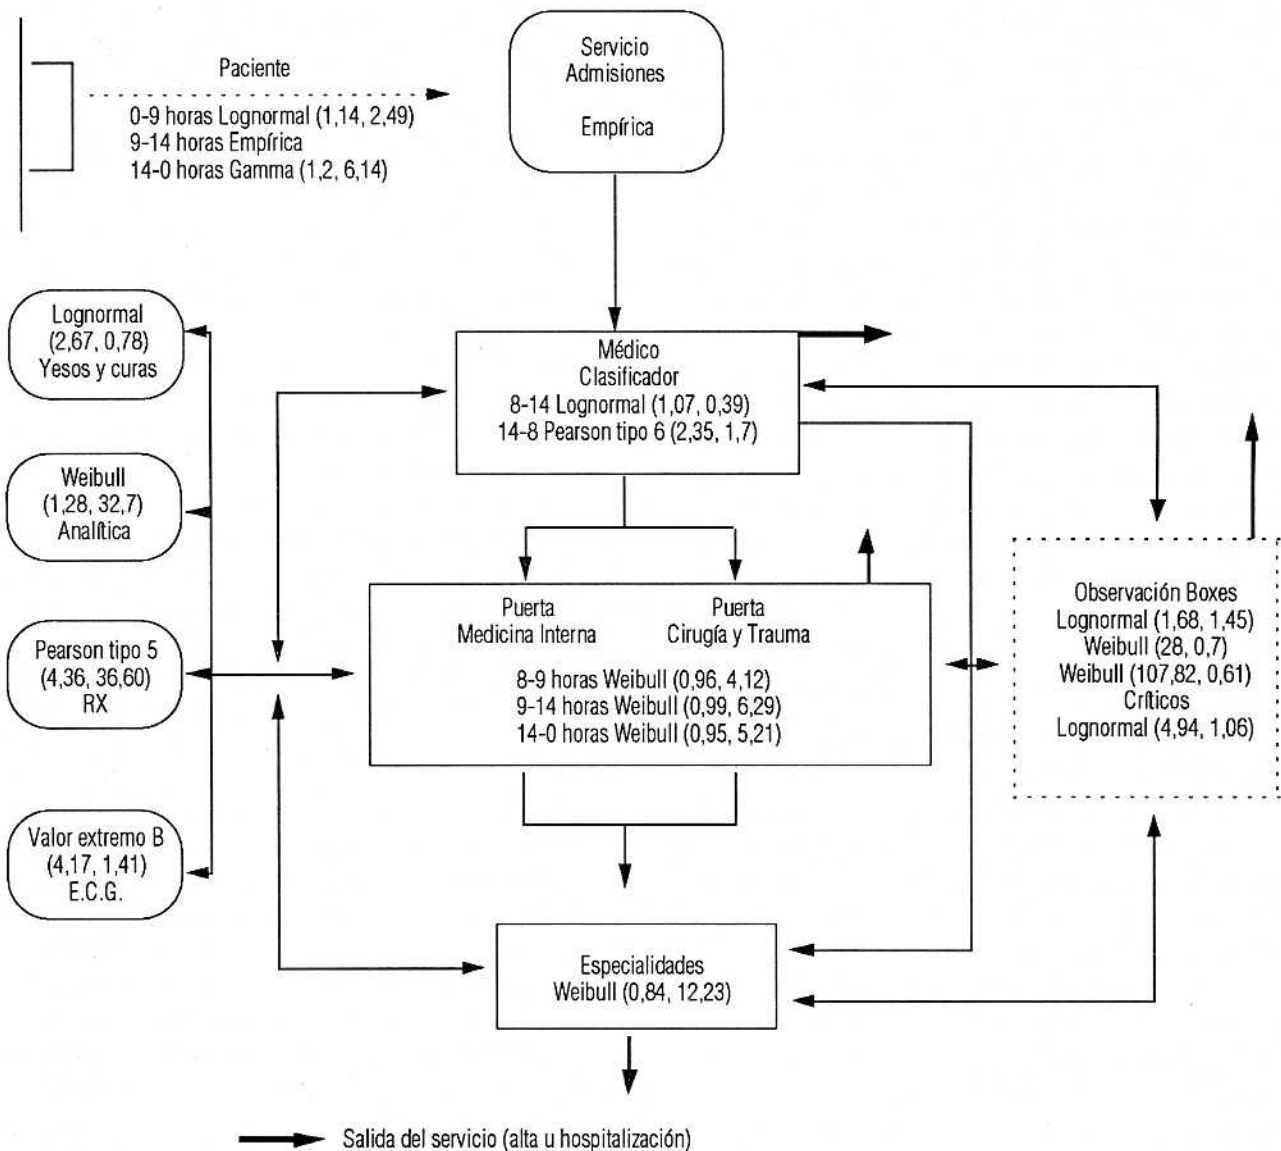 Servicio
Admisiones
Empírica
Paciente
0-9 horas Lognormal (1,14, 2,49)
9-14 horas Empírica
14-0 horas Gamma (1,2, 6,14)
Lognormal
(2,67, 0,78)
Yesos y curas
Médico
Clasificador
8-14 Lognormal (1,07, 0,39)
14-8 Pearson tipo 6 (2,35, 1,7)
Weibull
(1,28, 32,7)
Analítica
Puerta
Medicina Interna
Puerta
Cirugía y Trauma
8-9 horas Weibull (0,96, 4,12)
9-14 horas Weibull (0,99, 6,29)
14-0 horas Weibull (0,95, 5,21)
Observación Boxes
Lognormal (1,68, 1,45)
Weibull (28, 0,7)
Weibull (107,82, 0,61)
Críticos
Lognormal (4,94, 1,06)
Pearson tipo 5
(4,36, 36,60)
RX
Valor extremo B
(4,17, 1,41)
E.C.G.
Especialidades
Weibull (0,84, 12,23)
Salida del servicio (alta u hospitalización)